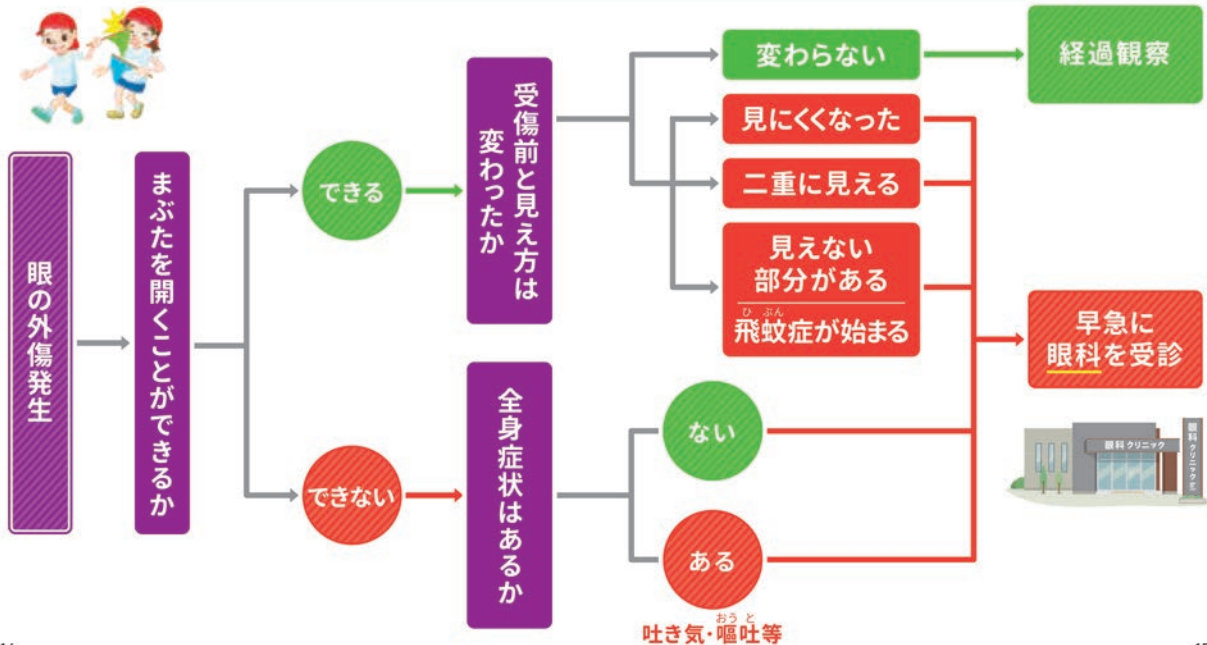 眼の外傷発生
まぶたを開くことができるか
できる
受傷前と見え方は
変わったか
変わらない
経過観察
見にくくなった
二重に見える
見えない
部分がある
ひ ぶん
飛蚊症が始まる
早急に
眼科を受診
できない
全身症状はあるか
ない
ある
おう と
吐き気・嘔吐等
眼科 クリニック
眼科クリニック